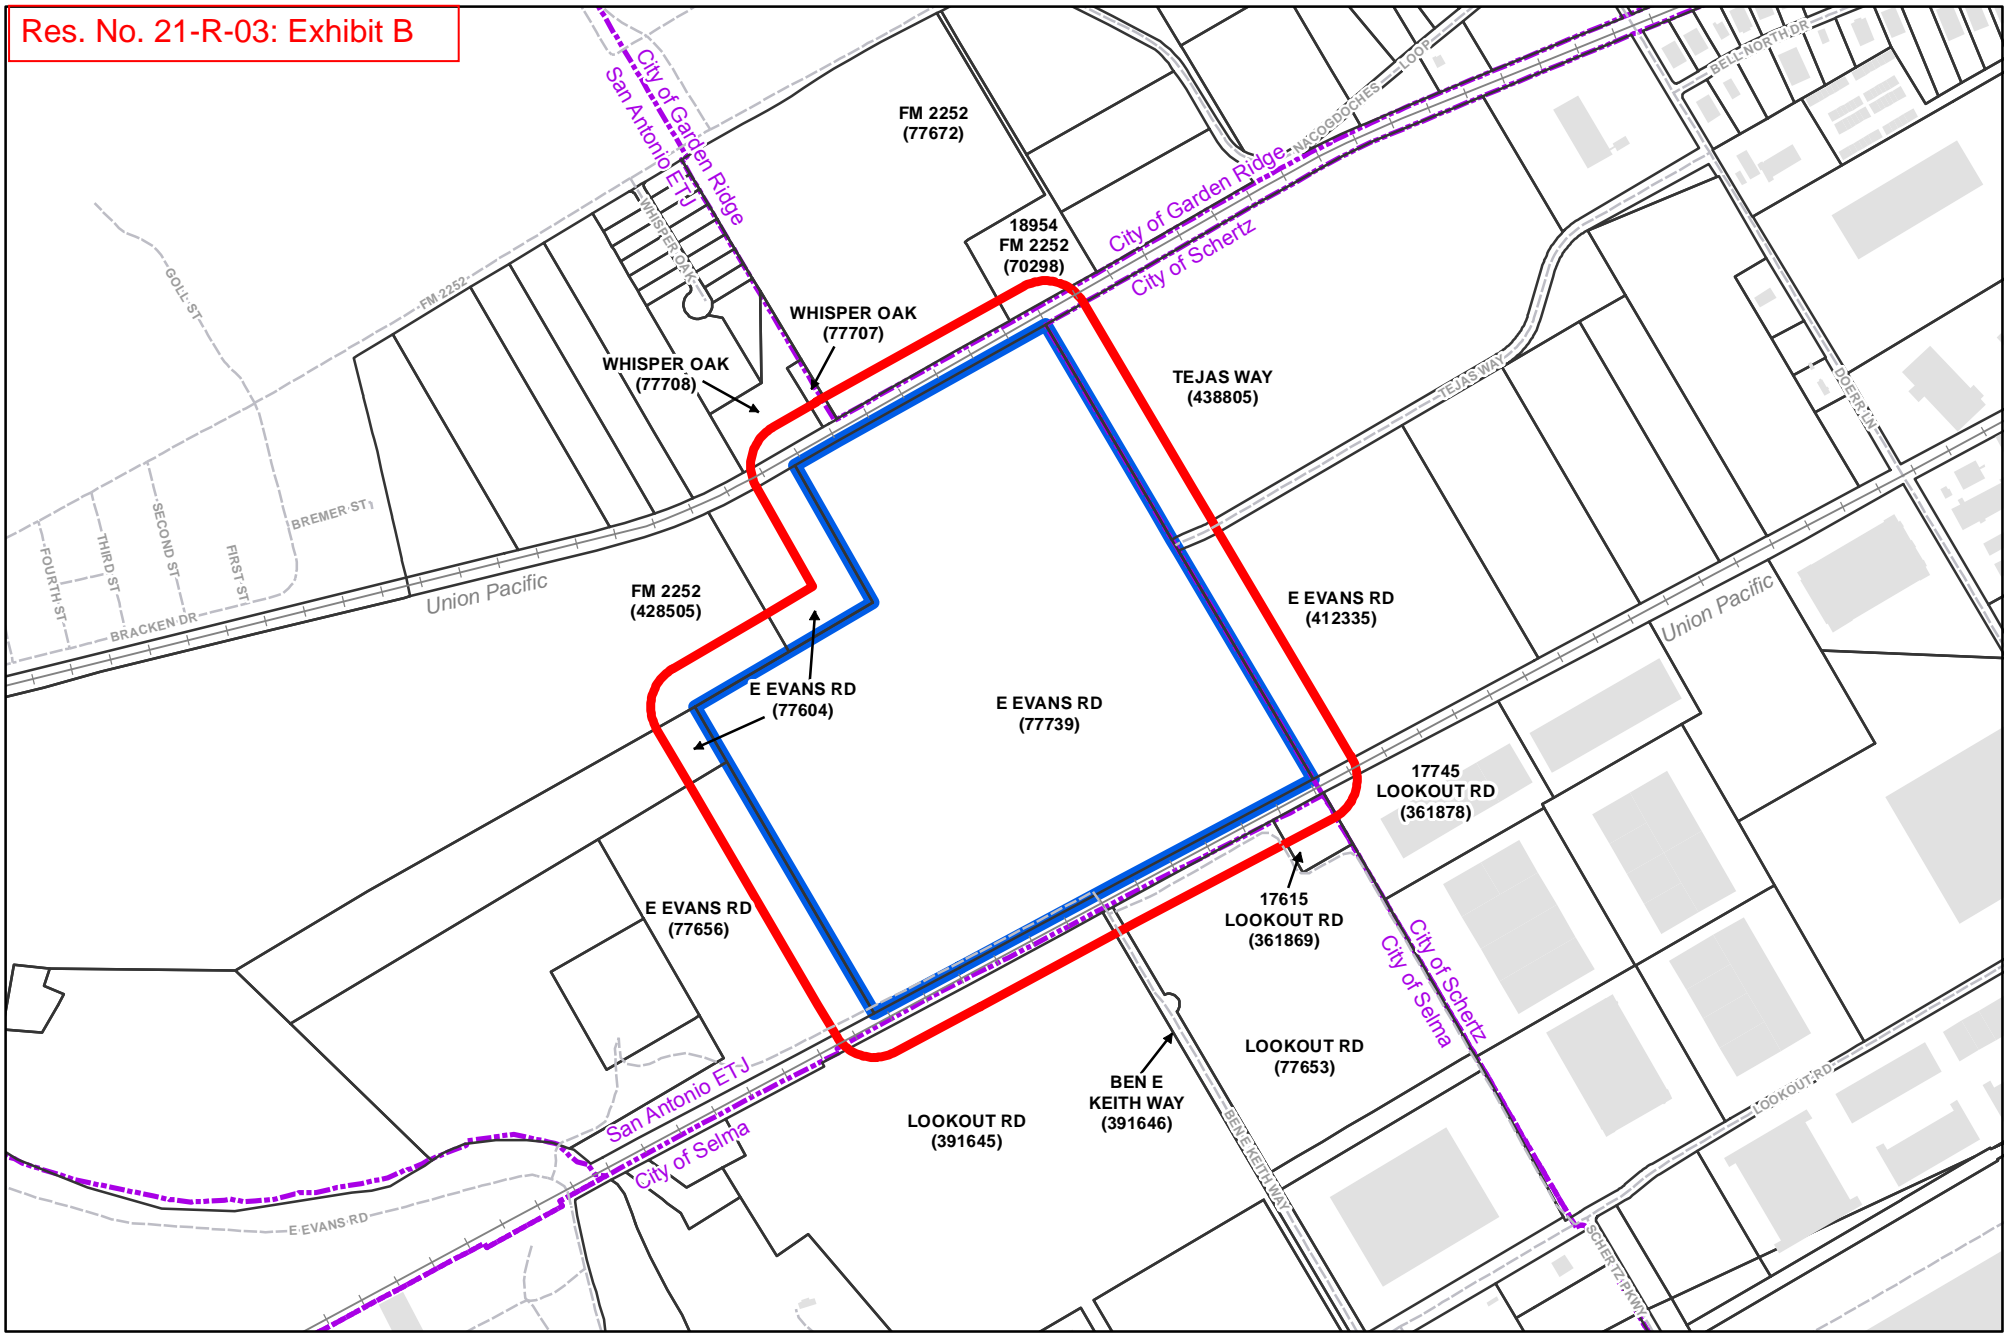 Res. No. 21-R-03: Exhibit B
City of Garden Ridge
San Antonio ETJ
FM 2252
(77672)
NACOGDOCHES LOOP
BELL-NORTH DR
WHISPER OAK
GOLL ST
FM 2252
18954
FM 2252
(70298)
City of Garden Ridge
City of Schertz
WHISPER OAK
(77707)
WHISPER OAK
(77708)
TEJAS WAY
(438805)
TEJAS WAY
DOERR LN
BREMER ST
SECOND ST
THIRD ST
FIRST ST
FOURTH ST
BRACKEN DR
Union Pacific
FM 2252
(428505)
E EVANS RD
(412335)
Union Pacific
E EVANS RD
(77604)
E EVANS RD
(77739)
17745
LOOKOUT RD
(361878)
E EVANS RD
(77656)
17615
LOOKOUT RD
(361869)
City of Schertz
City of Selma
LOOKOUT RD
(77653)
BEN E
KEITH WAY
(391646)
LOOKOUT RD
(391645)
San Antonio ETJ
City of Selma
BEN E KEITH WAY
LOOKOUT RD
E EVANS RD
SCHERTZ PKWY